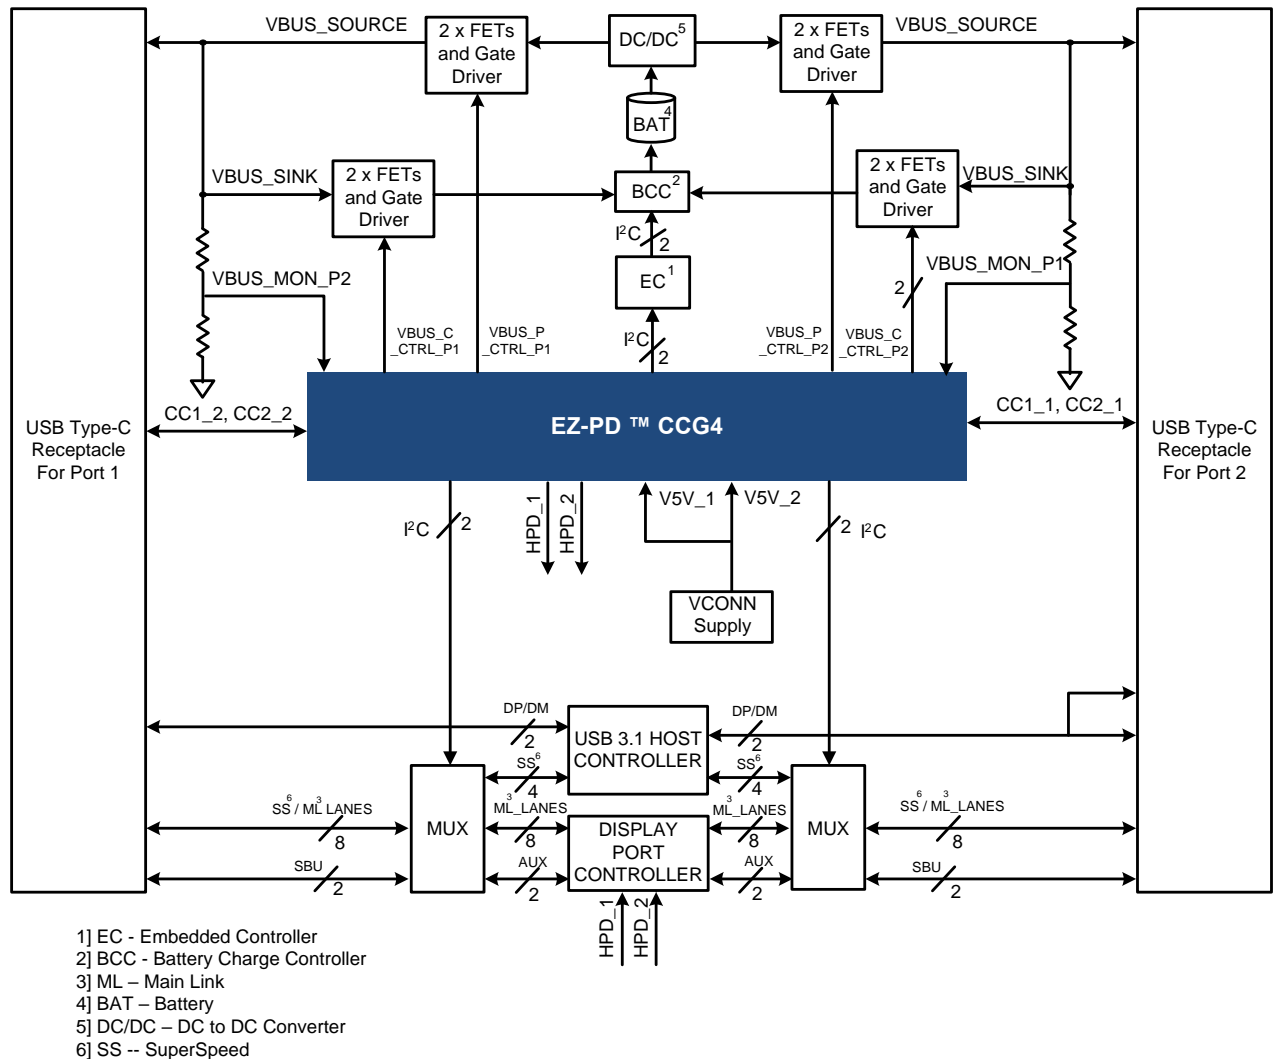 VBUS_SOURCE
2 x FETs
and Gate
Driver
DC/DC5
2 x FETs
and Gate
Driver
VBUS_SOURCE
BAT4
VBUS_SINK
2 x FETs
and Gate
Driver
BCC2
2 x FETs
and Gate
Driver
VBUS_SINK
I2C
2
VBUS_MON_P2
EC1
2
VBUS_MON_P1
VBUS_C
_CTRL_P1
VBUS_P
_CTRL_P1
I2C
2
VBUS_P
_CTRL_P2
VBUS_C
_CTRL_P2
USB Type-C
Receptacle
For Port 1
CC1_2, CC2_2
EZ-PD ™ CCG4
CC1_1, CC2_1
USB Type-C
Receptacle
For Port 2
I2C
2
HPD_1
HPD_2
V5V_1
V5V_2
2
I2C
VCONN
Supply
DP/DM
2
USB 3.1 HOST
CONTROLLER
DP/DM
2
SS6
4
SS6
4
SS6 / ML3 LANES
8
MUX
ML3_LANES
8
DISPLAY
PORT
CONTROLLER
ML3_LANES
8
MUX
SS6 / ML3_LANES
8
SBU
2
AUX
2
AUX
2
SBU
2
HPD_1
HPD_2
1] EC - Embedded Controller
2] BCC - Battery Charge Controller
3] ML – Main Link
4] BAT – Battery
5] DC/DC – DC to DC Converter
6] SS -- SuperSpeed